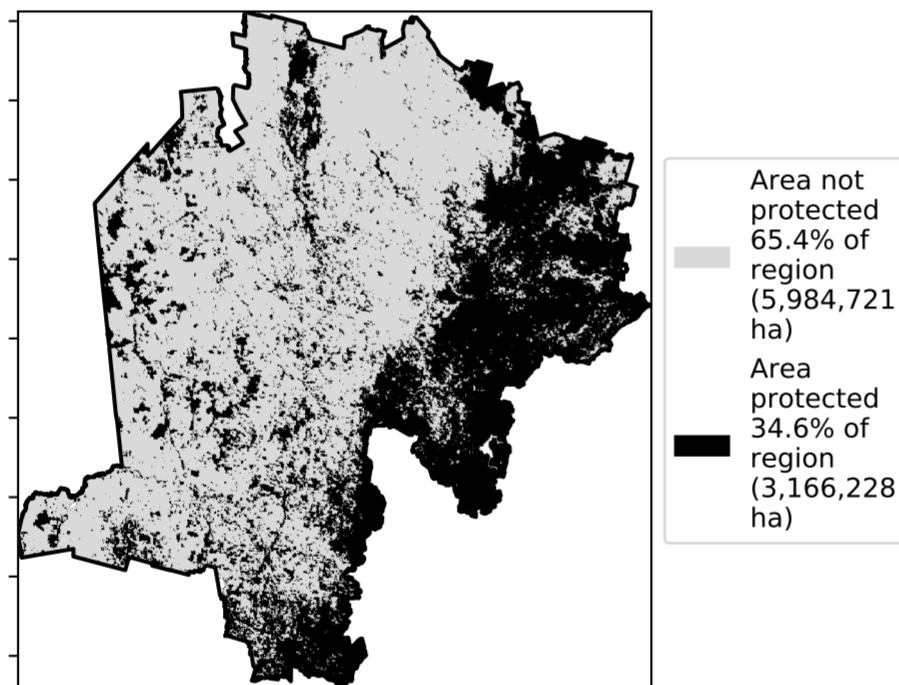 Area not
protected
65.4% of
region
(5,984,721
ha)
Area
protected
34.6% of
region
(3,166,228
ha)